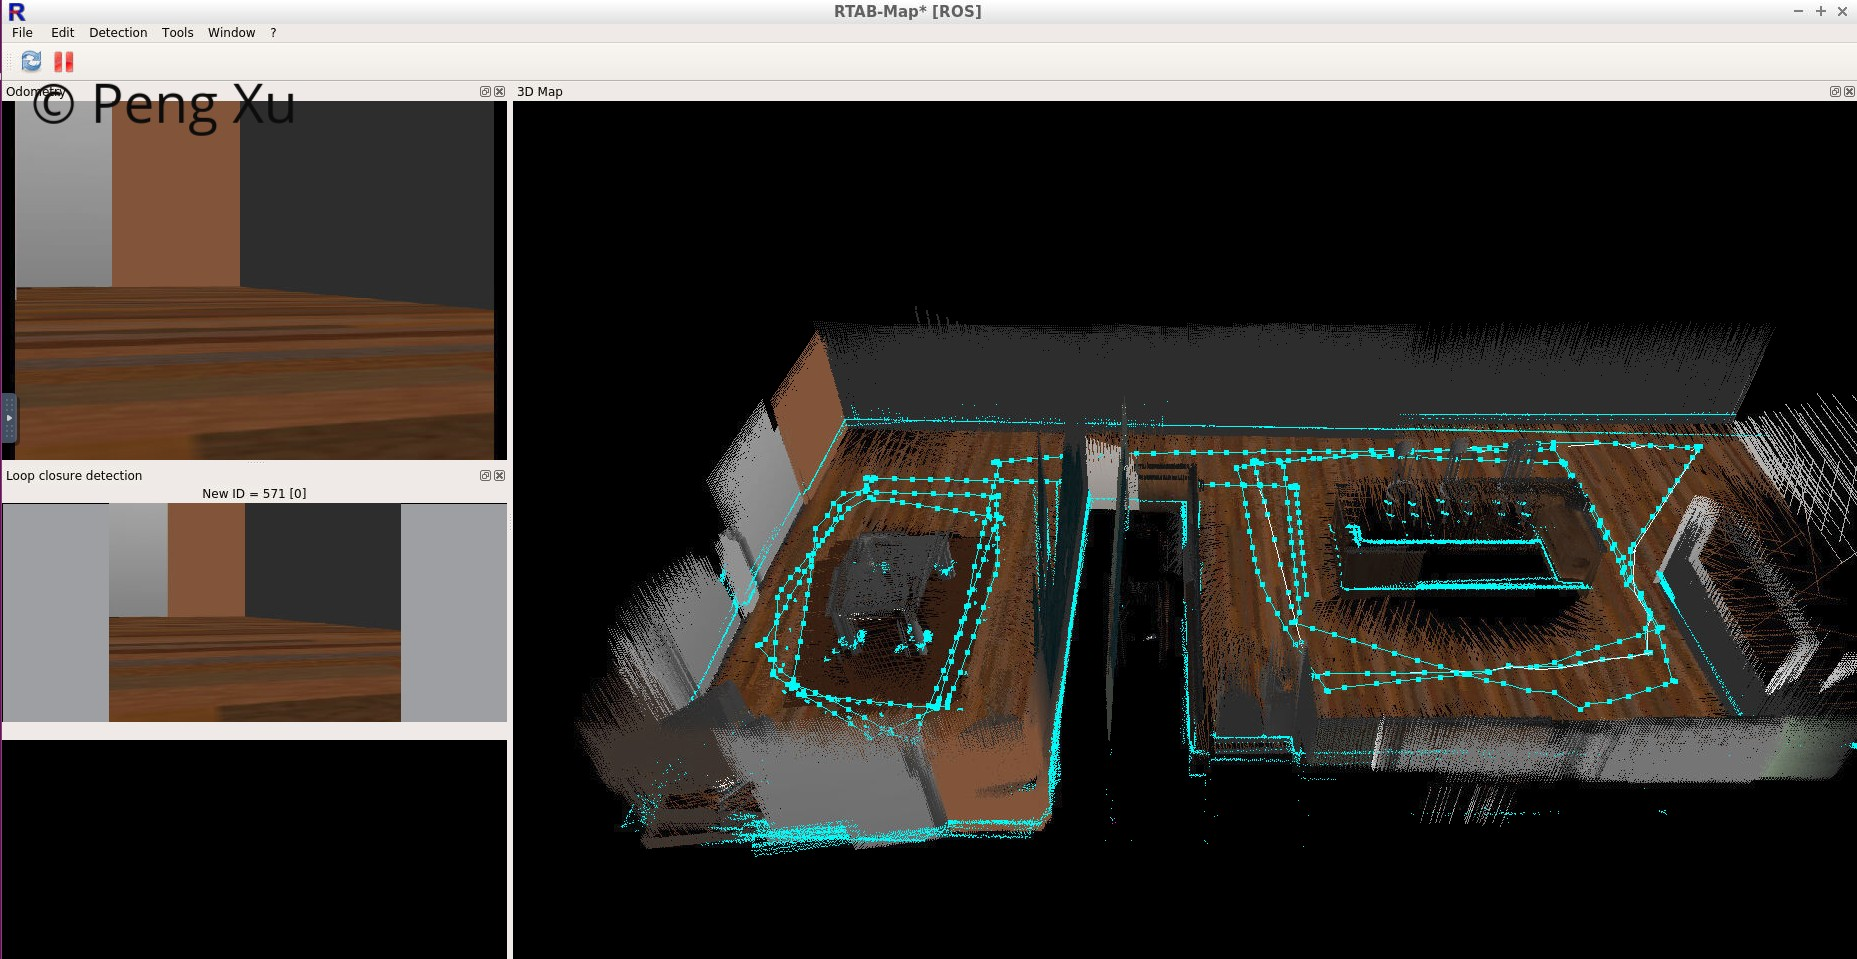 RTAB-Map* [ROS]
File Edit Detection Tools Window ?
Odometry
© Peng Xu
3D Map
Loop closure detection
New ID = 571 [0]